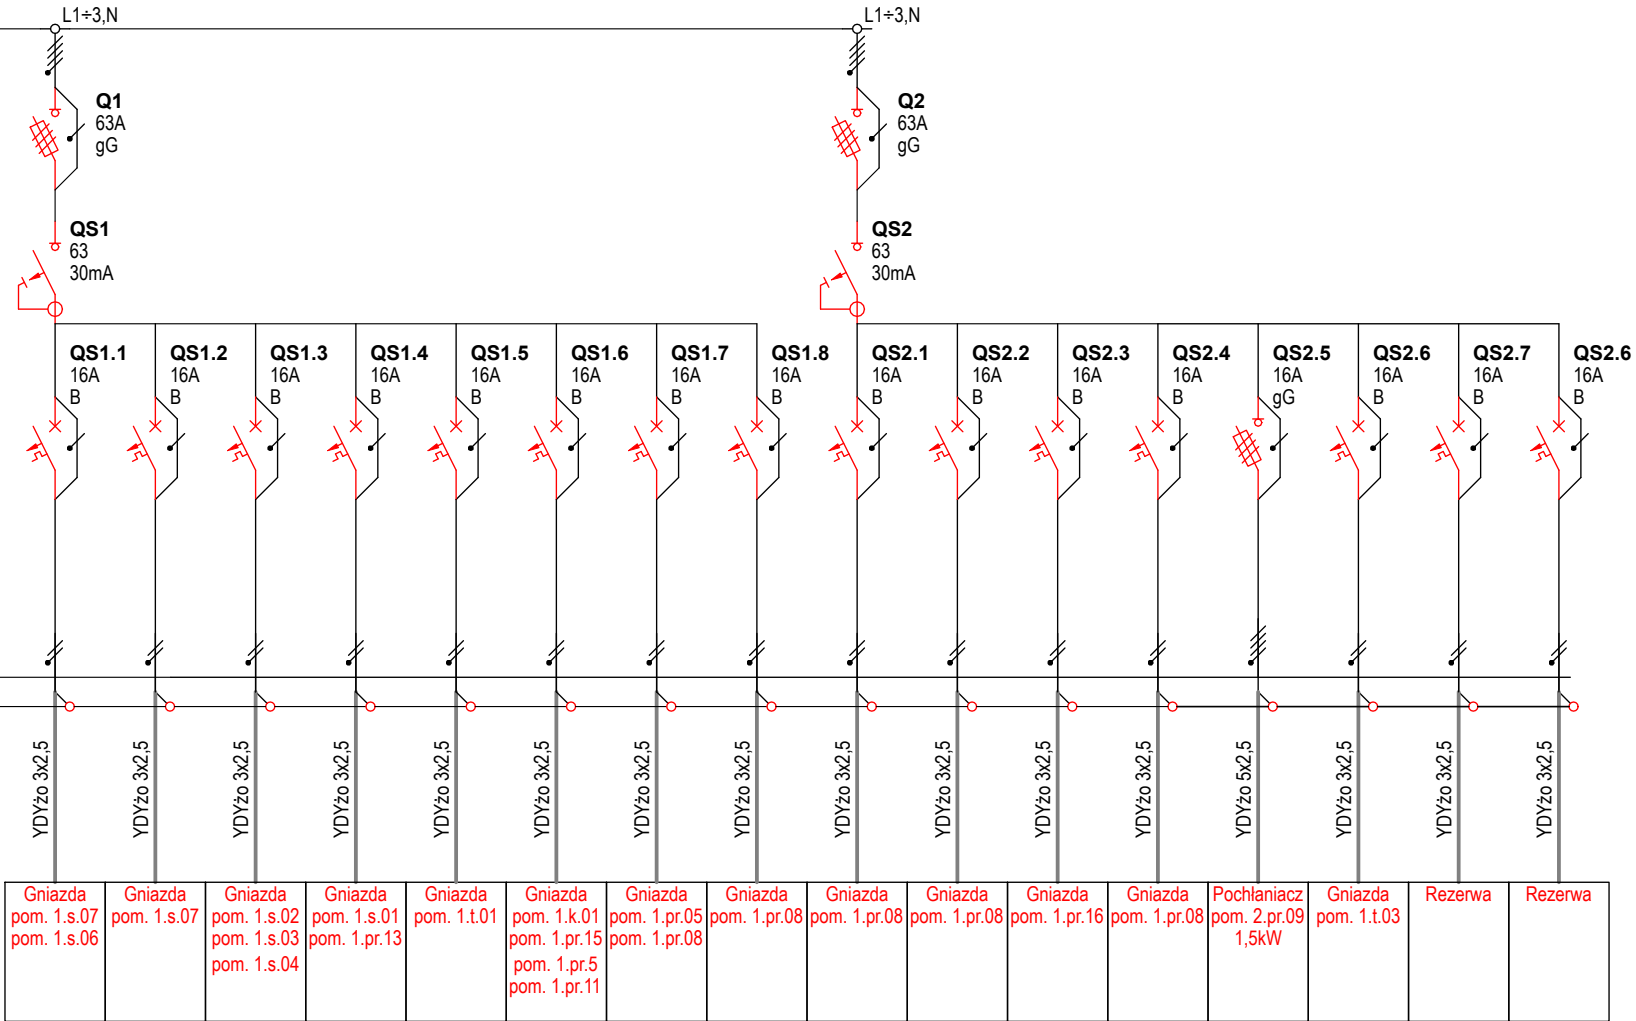 L1÷3,N
L1÷3,N
Q1
63A
gG
Q2
63A
gG
QS1
63
30mA
QS2
63
30mA
QS1.1
16A
B
QS1.2
16A
B
QS1.3
16A
B
QS1.4
16A
B
QS1.5
16A
B
QS1.6
16A
B
QS1.7
16A
B
QS1.8
16A
B
QS2.1
16A
B
QS2.2
16A
B
QS2.3
16A
B
QS2.4
16A
B
QS2.5
16A
gG
QS2.6
16A
B
QS2.7
16A
B
QS2.6
16A
B
YDYżo 3x2,5
YDYżo 3x2,5
YDYżo 3x2,5
YDYżo 3x2,5
YDYżo 3x2,5
YDYżo 3x2,5
YDYżo 3x2,5
YDYżo 3x2,5
YDYżo 3x2,5
YDYżo 3x2,5
YDYżo 3x2,5
YDYżo 3x2,5
YDYżo 5x2,5
YDYżo 3x2,5
YDYżo 3x2,5
YDYżo 3x2,5
Gniazda
pom. 1.s.07
pom. 1.s.06
Gniazda
pom. 1.s.07
Gniazda
pom. 1.s.02
pom. 1.s.03
pom. 1.s.04
Gniazda
pom. 1.s.01
pom. 1.pr.13
Gniazda
pom. 1.t.01
Gniazda
pom. 1.k.01
pom. 1.pr.15
pom. 1.pr.5
pom. 1.pr.11
Gniazda
pom. 1.pr.05
pom. 1.pr.08
Gniazda
pom. 1.pr.08
Gniazda
pom. 1.pr.08
Gniazda
pom. 1.pr.08
Gniazda
pom. 1.pr.16
Gniazda
pom. 1.pr.08
Pochłaniacz
pom. 2.pr.09
1,5kW
Gniazda
pom. 1.t.03
Rezerwa
Rezerwa